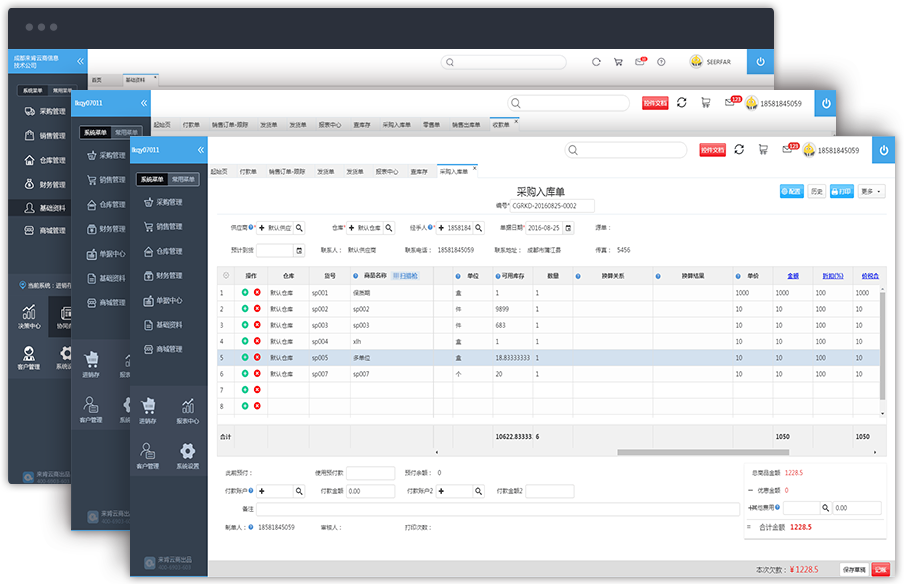 成都来肯云商信息
技术公司
SEERFAR
首页
基础资料
系统菜单
常用菜单
采购管理
销售管理
仓库管理
财务管理
基础资料
商城管理
决策中心
客户管理
来肯云商出品
lkqy07011
控件文档
123
18581845059
起始页 付款单 销售订单-跟踪 发货单 发货单 报表中心 查库存 采购入库单 零售单 销售出库单 收款单
系统菜单 常用菜单
采购管理
销售管理
仓库管理
财务管理
单据中心
基础资料
商城管理
进销存
客户管理
来肯云商出品
lkqy07011
控件文档
123
18581845059
起始页 付款单 销售订单-跟踪 发货单 发货单 报表中心 查库存 采购入库单
系统菜单 常用菜单
采购管理
销售管理
仓库管理
财务管理
单据中心
基础资料
商城管理
进销存 报表中心
客户管理 系统设置
来肯云商出品
400-6903-401
采购入库单
编号* CGRKD-20160825-0002
配置 历史 打印 更多
供应商 默认供应 仓库* 默认仓库 经手人 1858184 单据日期* 2016-08-25 源单:
预计到货 联系人: 默认供应商 联系电话: 18581845059 联系地址: 成都市蒲江县 传真: 5456
操作 仓库 货号 商品名称 扫描枪 单位 可用库存 数量 换算关系 换算结果 单价 金额 折扣(%) 价税合
1 默认仓库 sp001 保质期 盒 1 1 1000 1000 100 1000
2 默认仓库 sp002 sp002 件 9899 1 10 10 100 10
3 默认仓库 sp003 sp003 件 683 1 10 10 100 10
4 默认仓库 sp004 xlh 盒 1 1 10 10 100 10
5 默认仓库 sp005 多单位 盒 18.83333333 1 10 10 100 10
6 默认仓库 sp007 sp007 个 20 1 10 10 100 10
7
8
合计 10622.83333 6 1050 1050
此前预付: 使用预付款 预付余额: 0
付款账户 付款金额 0.00 付款账户2 付款金额2
备注
制单人: 18581845059 审核人: 打印次数:
总商品金额 1228.5
— 优惠金额 0
+其他费用 0.00
= 合计金额 1228.5
本次欠款: ¥1228.5 保存草稿 记账